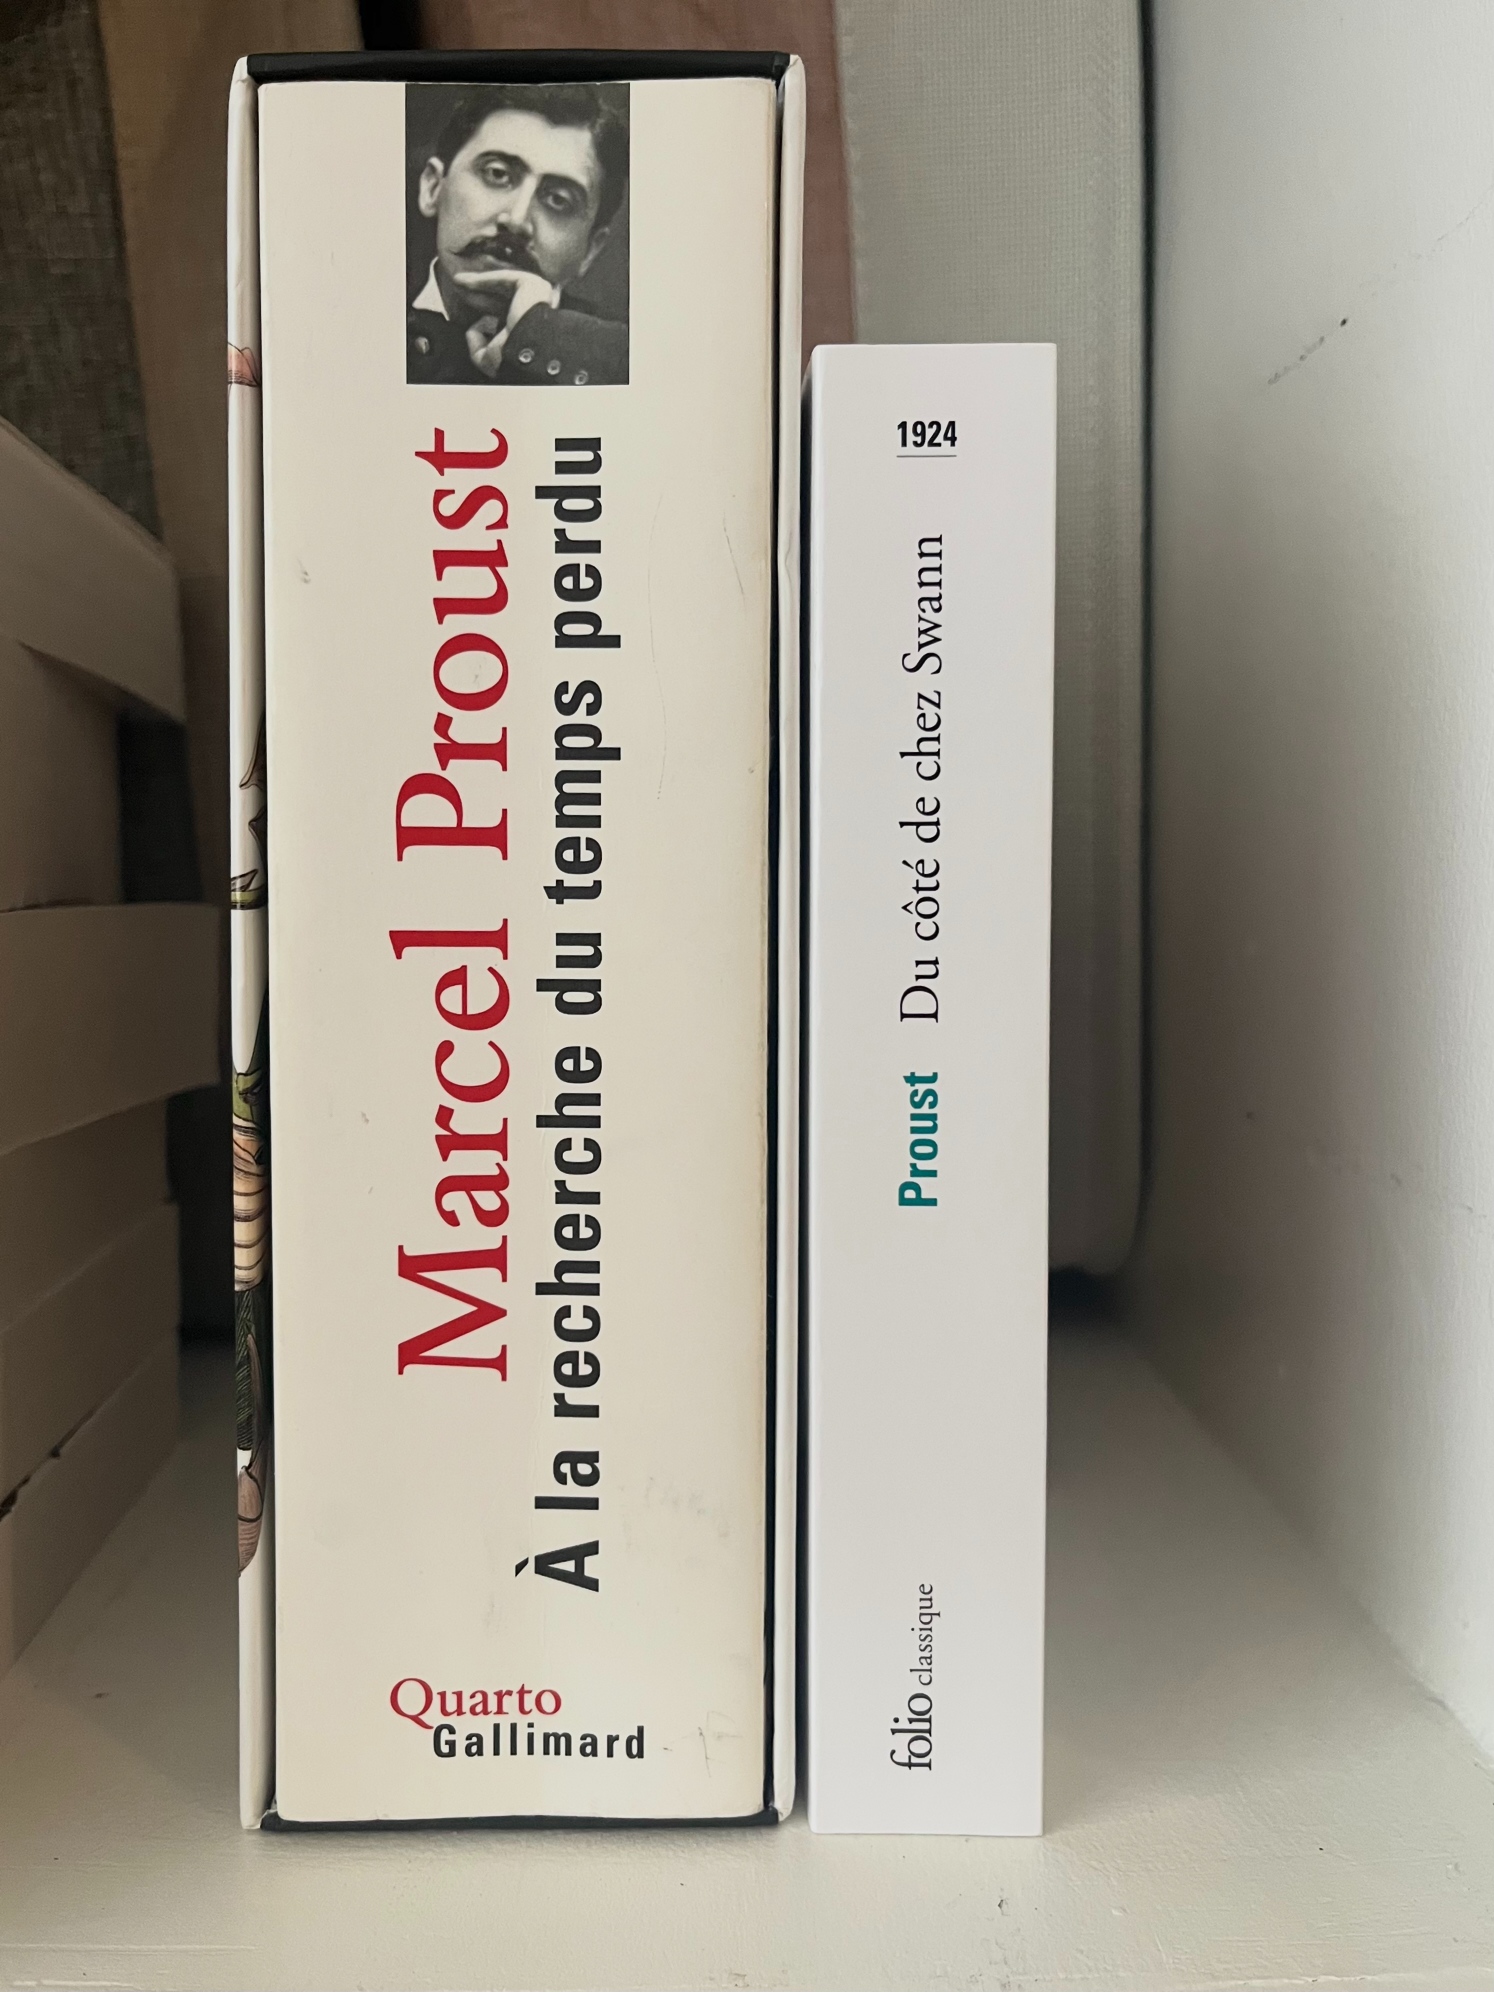 Marcel Proust
À la recherche du temps perdu
Quarto
Gallimard
1924
Proust Du côté de chez Swann
folio classique